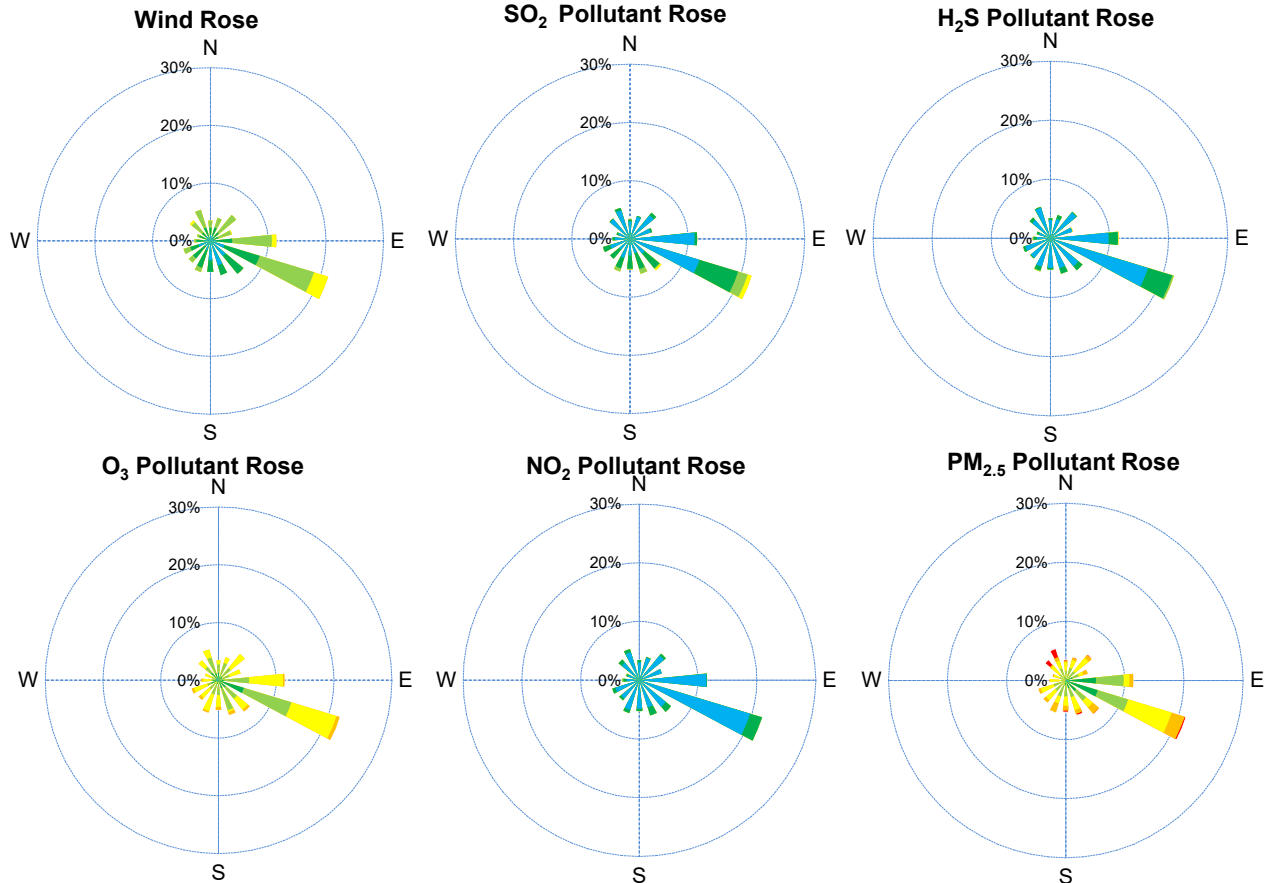 Wind Rose
N
30%
20%
10%
0%
W
E
S
SO₂ Pollutant Rose
N
30%
20%
10%
0%
W
E
S
H₂S Pollutant Rose
N
30%
20%
10%
0%
W
E
S
O₃ Pollutant Rose
N
30%
20%
10%
0%
W
E
S
NO₂ Pollutant Rose
N
30%
20%
10%
0%
W
E
S
PM₂.₅ Pollutant Rose
N
30%
20%
10%
0%
W
E
S